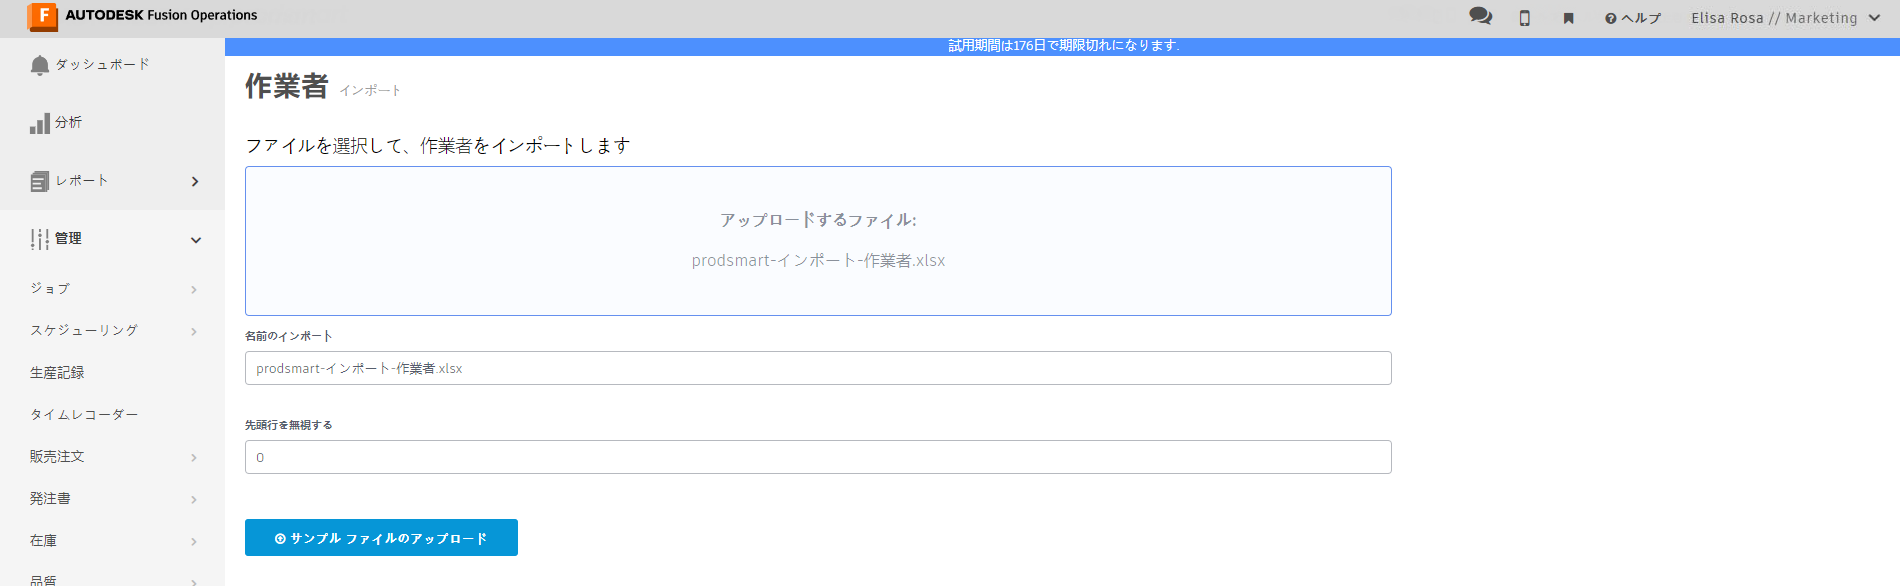 AUTODESK Fusion Operations
ヘルプ
Elisa Rosa // Marketing
試用期間は176日で期限切れになります.
ダッシュボード
分析
レポート
管理
ジョブ
スケジューリング
生産記録
タイムレコーダー
販売注文
発注書
在庫
品質
作業者 インポート
ファイルを選択して、作業者をインポートします
アップロードするファイル:
prodsmart-インポート-作業者.xlsx
名前のインポート
prodsmart-インポート-作業者.xlsx
先頭行を無視する
0
サンプル ファイルのアップロード